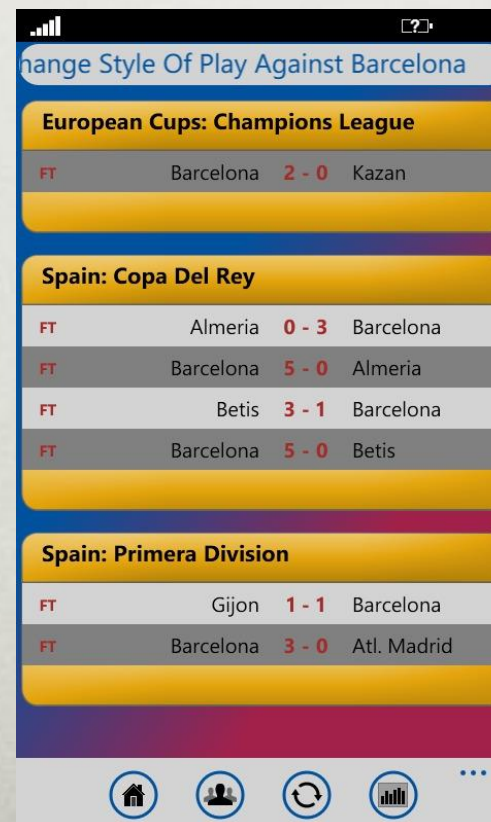 hange Style Of Play Against Barcelona
European Cups: Champions League
FT Barcelona 2 - 0 Kazan
Spain: Copa Del Rey
FT Almeria 0 - 3 Barcelona
FT Barcelona 5 - 0 Almeria
FT Betis 3 - 1 Barcelona
FT Barcelona 5 - 0 Betis
Spain: Primera Division
FT Gijon 1 - 1 Barcelona
FT Barcelona 3 - 0 Atl. Madrid